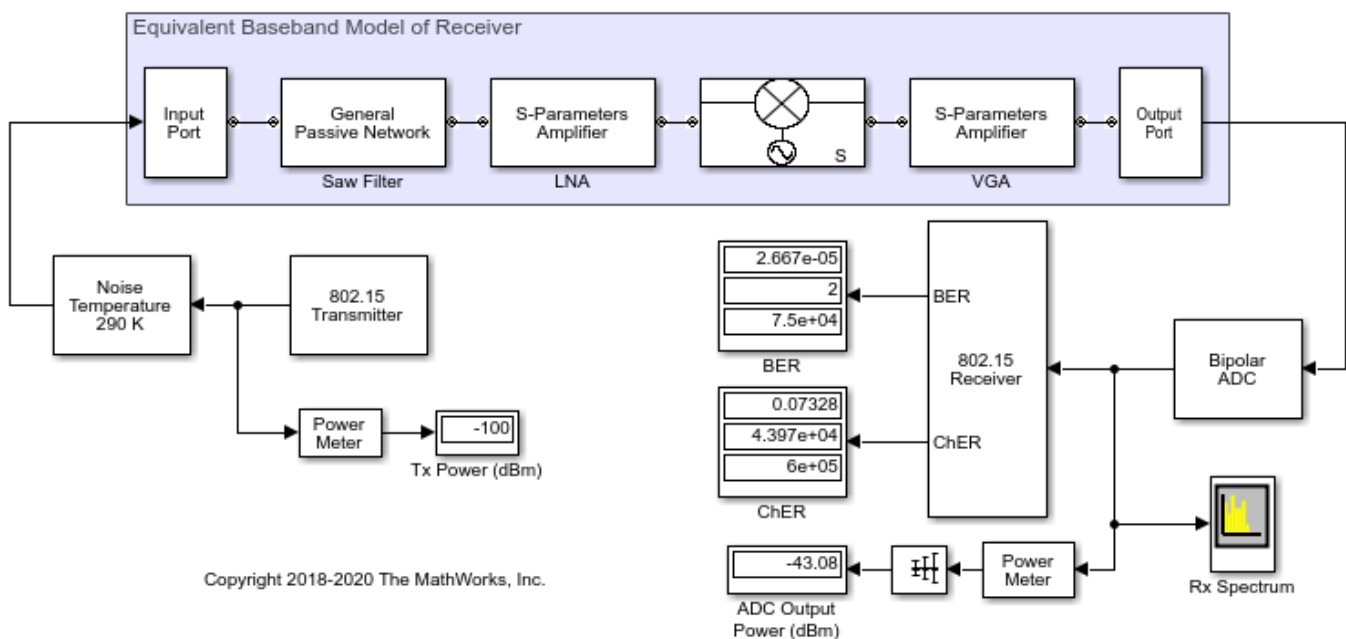 Equivalent Baseband Model of Receiver
Input
Port
General
Passive Network
Saw Filter
S-Parameters
Amplifier
LNA
S
S-Parameters
Amplifier
VGA
Output
Port
Noise
Temperature
290 K
802.15
Transmitter
Power
Meter
-100
Tx Power (dBm)
2.667e-05
2
7.5e+04
BER
0.07328
4.397e+04
6e+05
ChER
BER
802.15
Receiver
ChER
Bipolar
ADC
-43.08
ADC Output
Power (dBm)
Power
Meter
Rx Spectrum
Copyright 2018-2020 The MathWorks, Inc.